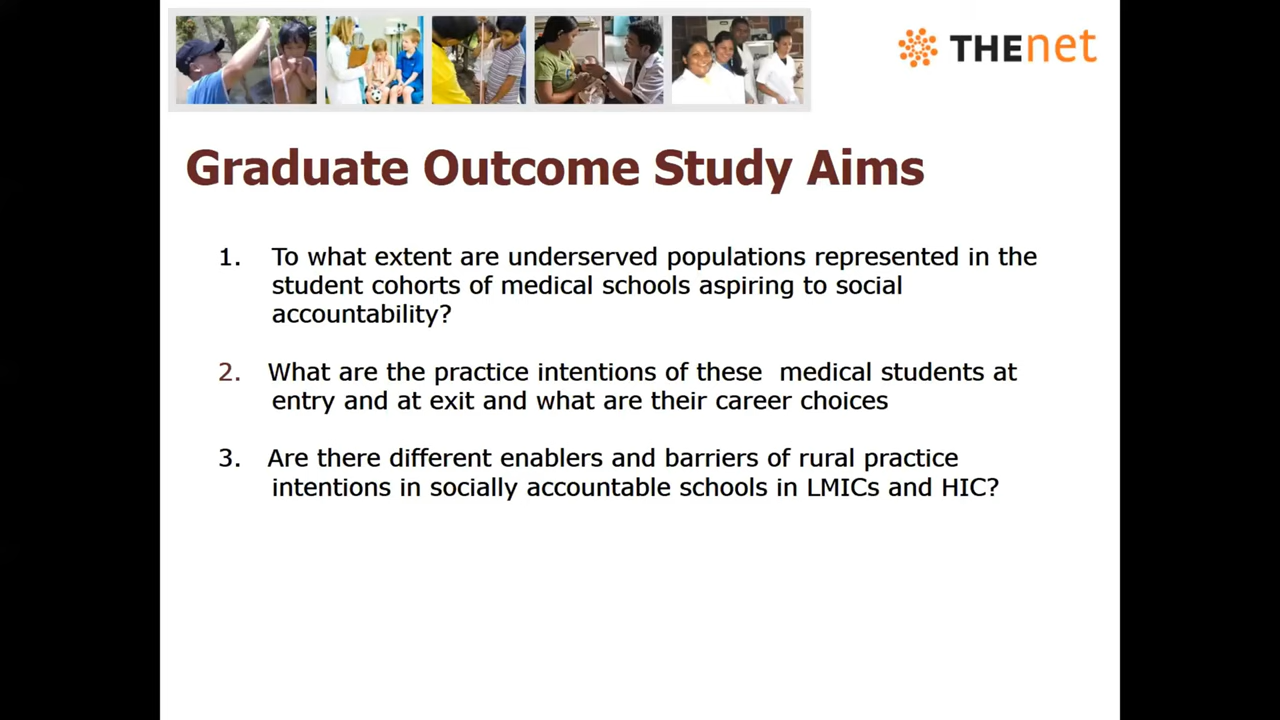 THEnet
Graduate Outcome Study Aims
1. To what extent are underserved populations represented in the
student cohorts of medical schools aspiring to social
accountability?
2. What are the practice intentions of these medical students at
entry and at exit and what are their career choices
3. Are there different enablers and barriers of rural practice
intentions in socially accountable schools in LMICs and HIC?